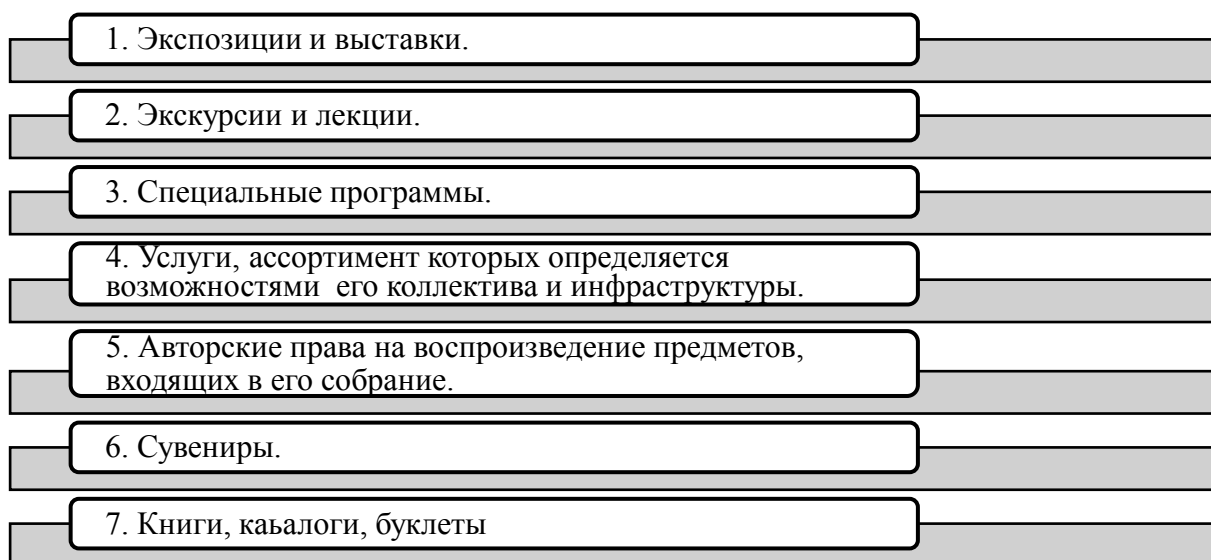 1. Экспозиции и выставки.
2. Экскурсии и лекции.
3. Специальные программы.
4. Услуги, ассортимент которых определяется
возможностями его коллектива и инфраструктуры.
5. Авторские права на воспроизведение предметов,
входящих в его собрание.
6. Сувениры.
7. Книги, каьалоги, буклеты